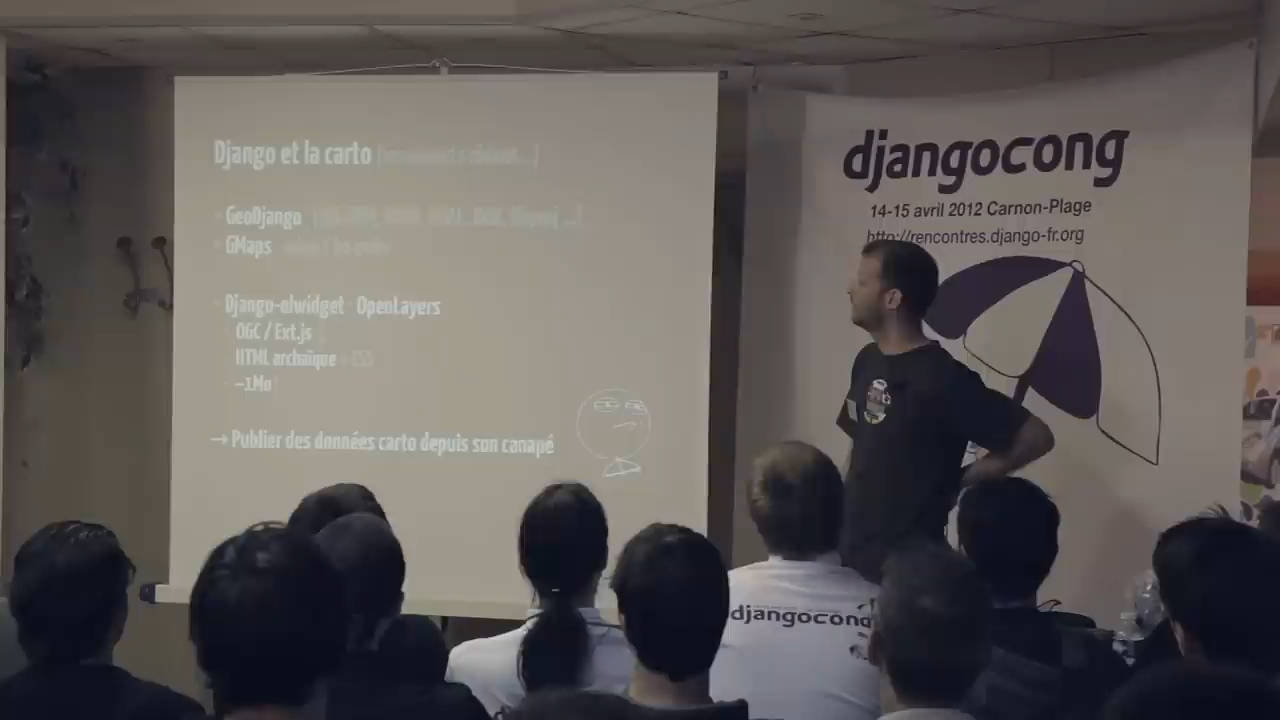 Django et la carto
GeoDjango
GMaps
Django-olwidget OpenLayers
OGC / Ext.js
HTML archaïque + CSS
~1Mo
→ Publier des données carto depuis son canapé
djangocong
14-15 avril 2012 Carnon-Plage
http://rencontres.django-fr.org
djangocong